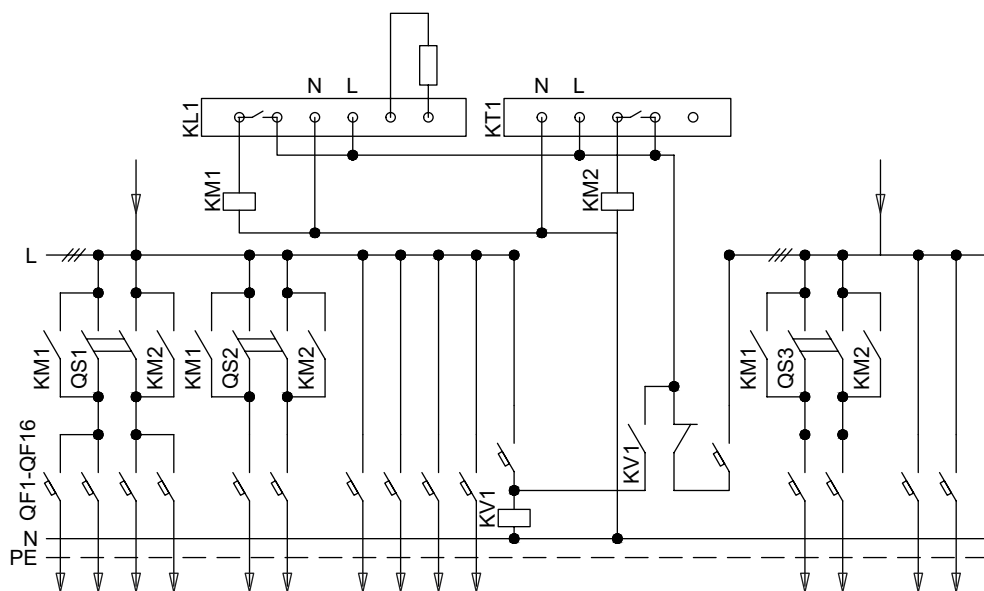 KL1
N
L
KT1
N
L
KM1
KM2
L
KM1
QS1
KM2
KM1
QS2
KM2
KM1
QS3
KM2
QF1-QF16
KV1
KV1
N
PE